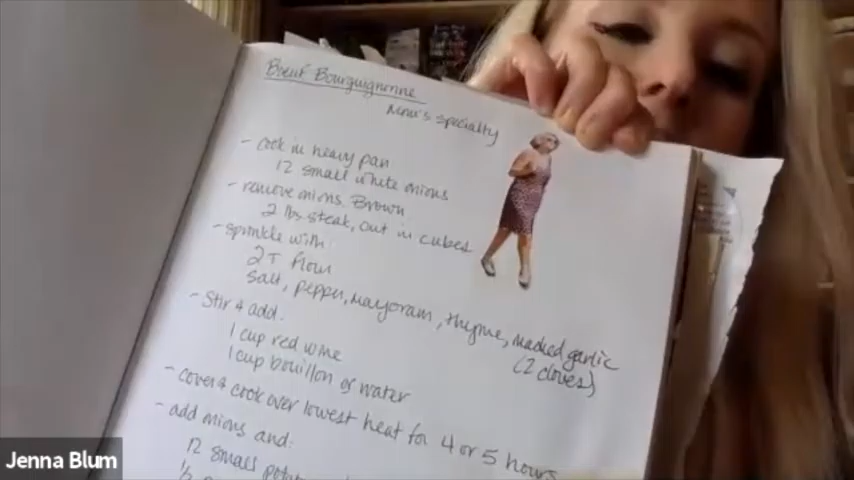 Boeuf Bourguignonne
Mom's specialty
- cook in heavy pan
12 small white onions
- remove onions. Brown
2 lbs steak, cut in cubes
- sprinkle with
2 T flour
salt, pepper, marjoram, thyme, mashed garlic
(2 cloves)
- Stir & add:
1 cup red wine
1 cup bouillon or water
- cover & cook over lowest heat for 4 or 5 hours
- add onions and:
12 small
Jenna Blum